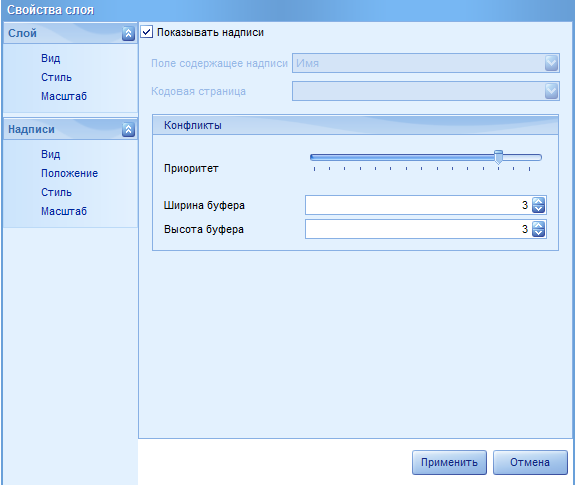 Свойства слоя
Слой
Вид
Стиль
Масштаб
Надписи
Вид
Положение
Стиль
Масштаб
Показывать надписи
Поле содержащее надписи Имя
Кодовая страница
Конфликты
Приоритет
Ширина буфера 3
Высота буфера 3
Применить Отмена